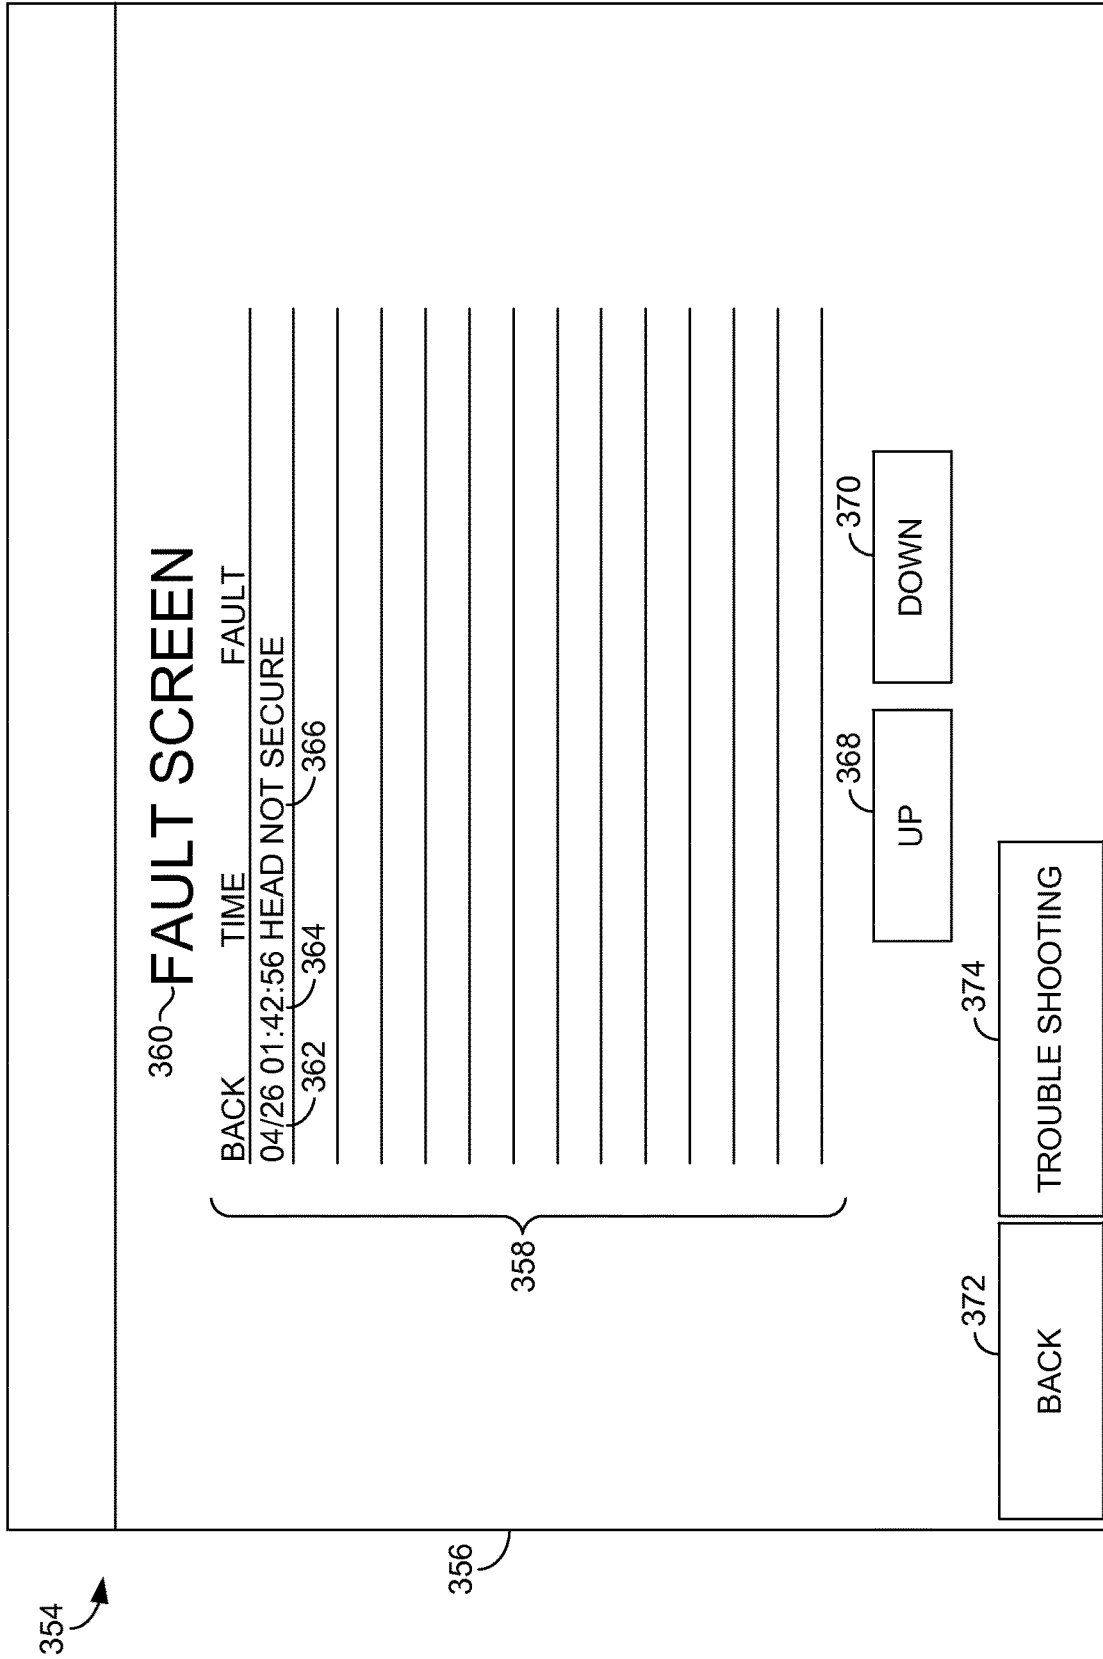 354
356
360
FAULT SCREEN
BACK TIME FAULT
04/26 01:42:56 HEAD NOT SECURE
362 364 366
358
368 370
UP DOWN
372 374
BACK TROUBLE SHOOTING